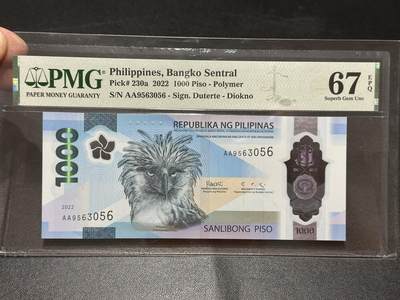 PMG
PAPER MONEY GUARANTY
Philippines, Bangko Sentral
Pick# 230a 2022 1000 Piso - Polymer
S/N AA9563056 - Sign. Duterte - Diokno
67 EPQ
Superb Gem Unc
REPUBLIKA NG PILIPINAS
1000
AA9563056
2022
AA9563056
SANLIBONG PISO
1000